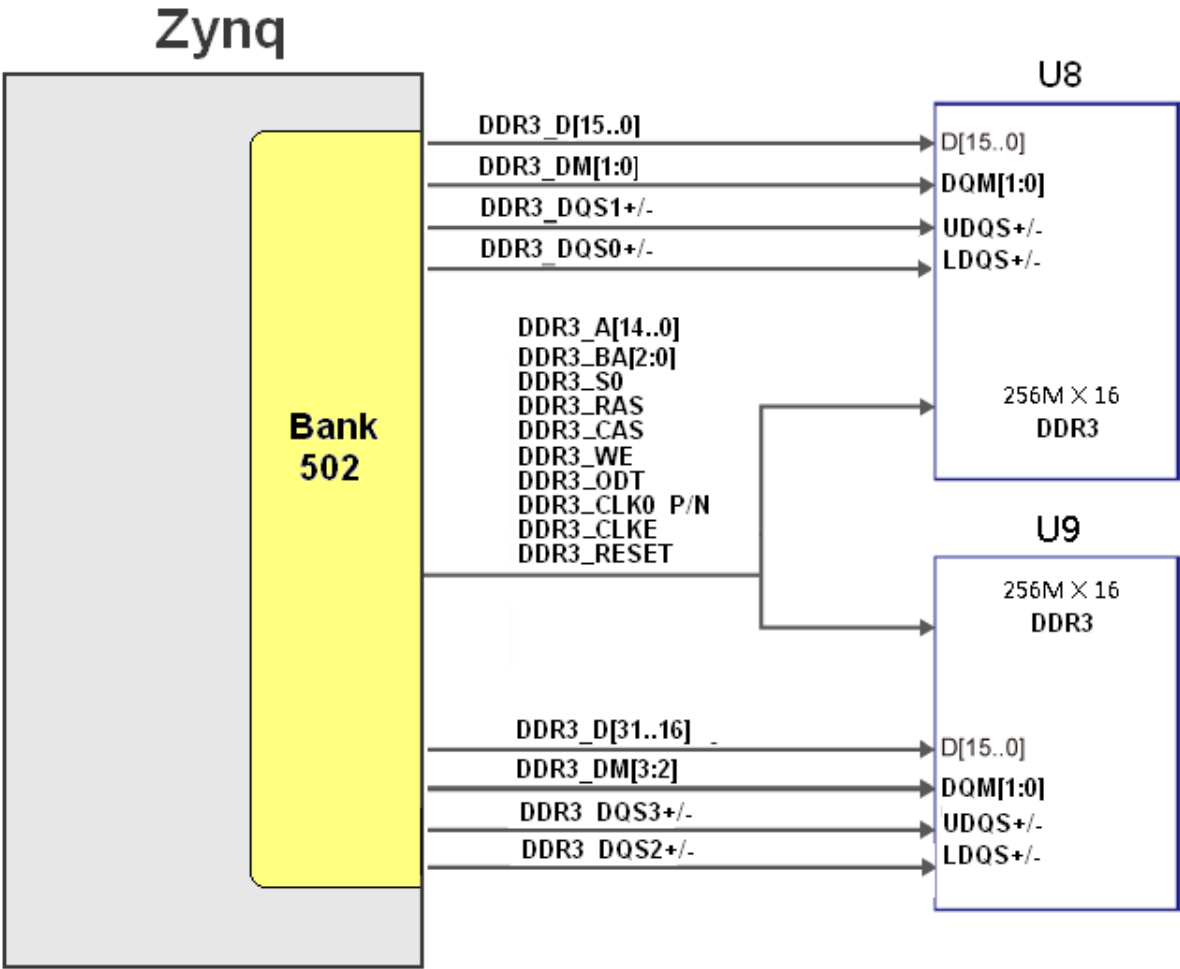 Zynq
U8
DDR3_D[15..0]
D[15..0]
DDR3_DM[1:0]
DQM[1:0]
DDR3_DQS1+/-
UDQS+/-
DDR3_DQS0+/-
LDQS+/-
DDR3_A[14..0]
DDR3_BA[2:0]
DDR3_S0
DDR3_RAS
DDR3_CAS
DDR3_WE
DDR3_ODT
DDR3_CLK0 P/N
DDR3_CLKE
DDR3_RESET
256M X 16
DDR3
Bank
502
U9
256M X 16
DDR3
DDR3_D[31..16]
D[15..0]
DDR3_DM[3:2]
DQM[1:0]
DDR3 DQS3+/-
UDQS+/-
DDR3 DQS2+/-
LDQS+/-